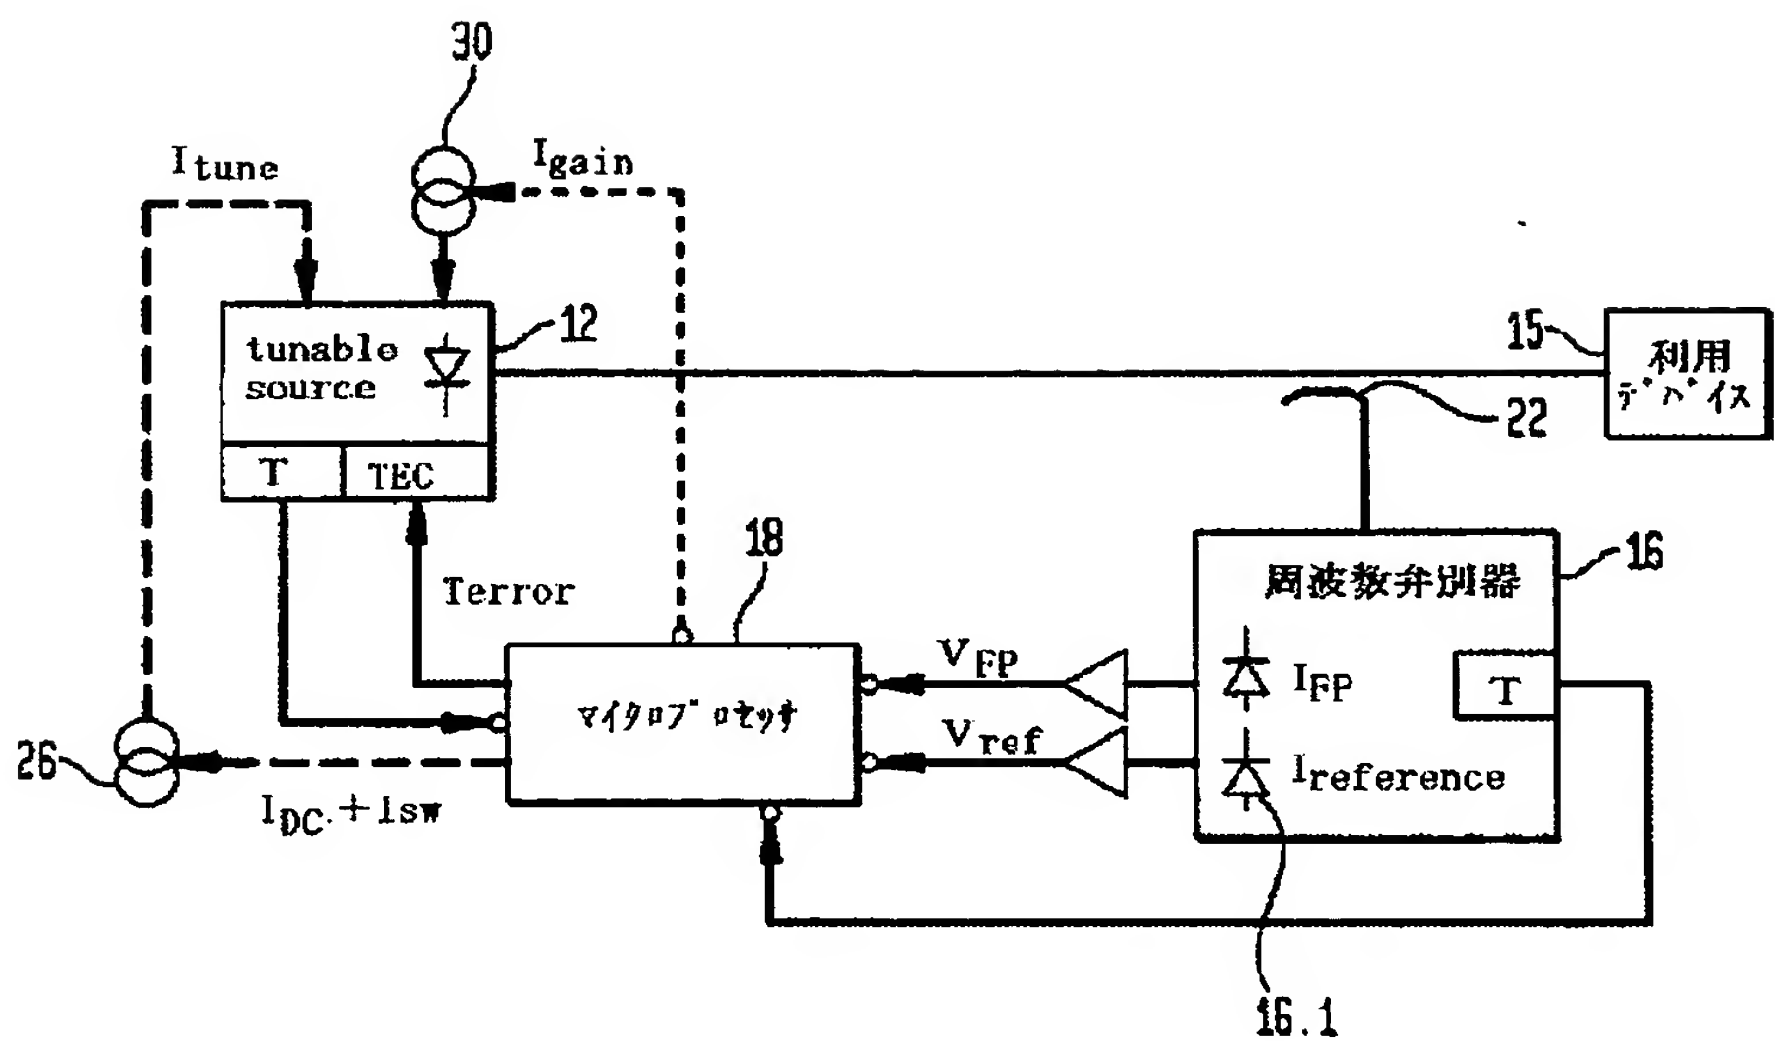 30
Itune
Igain
12
tunable
source
T
TEC
15
利用
デバイス
22
18
16
Terror
周波数弁別器
VFP
IFP
T
マイクロプロセッサ
Vref
Ireference
26
IDC.+Isw
16.1